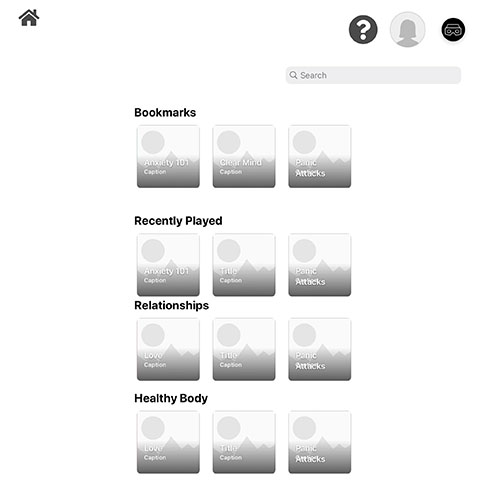 ?
Search
Bookmarks
Anxiety 101
Caption
Clear Mind
Caption
Panic
Attacks
Caption
Recently Played
Anxiety 101
Caption
Title
Caption
Panic
Attacks
Caption
Relationships
Love
Caption
Title
Caption
Panic
Attacks
Caption
Healthy Body
Love
Caption
Title
Caption
Panic
Attacks
Caption